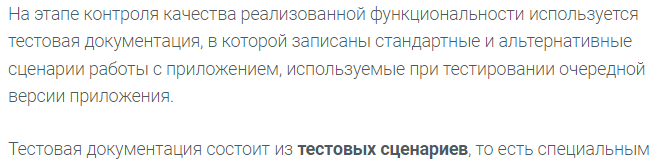 На этапе контроля качества реализованной функциональности используется
тестовая документация, в которой записаны стандартные и альтернативные
сценарии работы с приложением, используемые при тестировании очередной
версии приложения.
Тестовая документация состоит из тестовых сценариев, то есть специальным